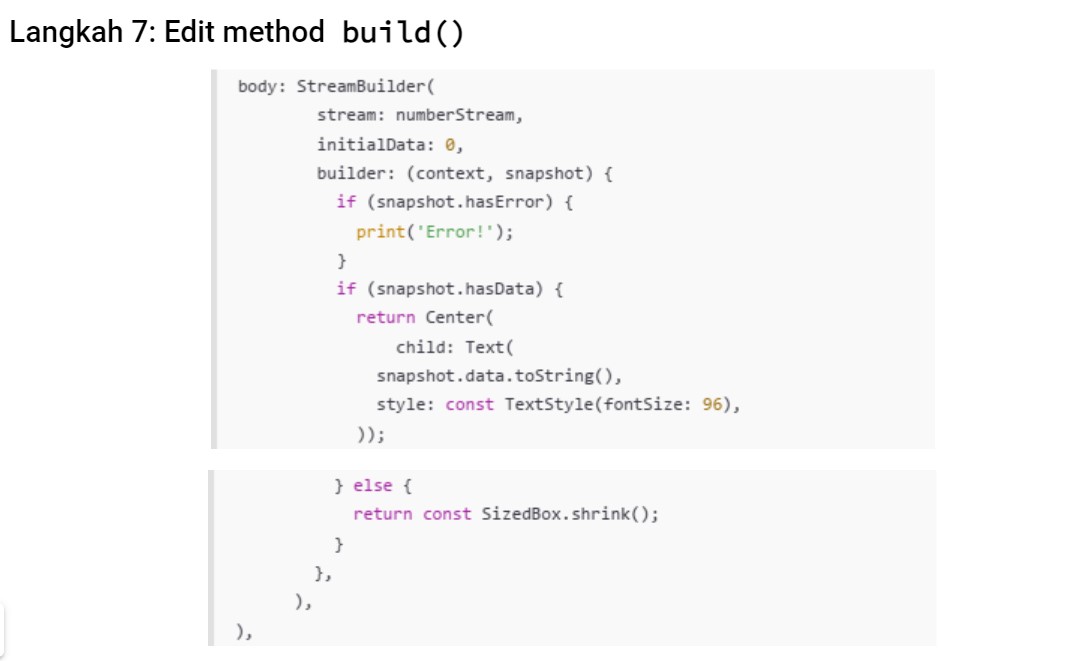 Langkah 7: Edit method build()
body: StreamBuilder(
stream: numberStream,
initialData: 0,
builder: (context, snapshot) {
if (snapshot.hasError) {
print('Error!');
}
if (snapshot.hasData) {
return Center(
child: Text(
snapshot.data.toString(),
style: const TextStyle(fontSize: 96),
));
} else {
return const SizedBox.shrink();
}
},
),
),